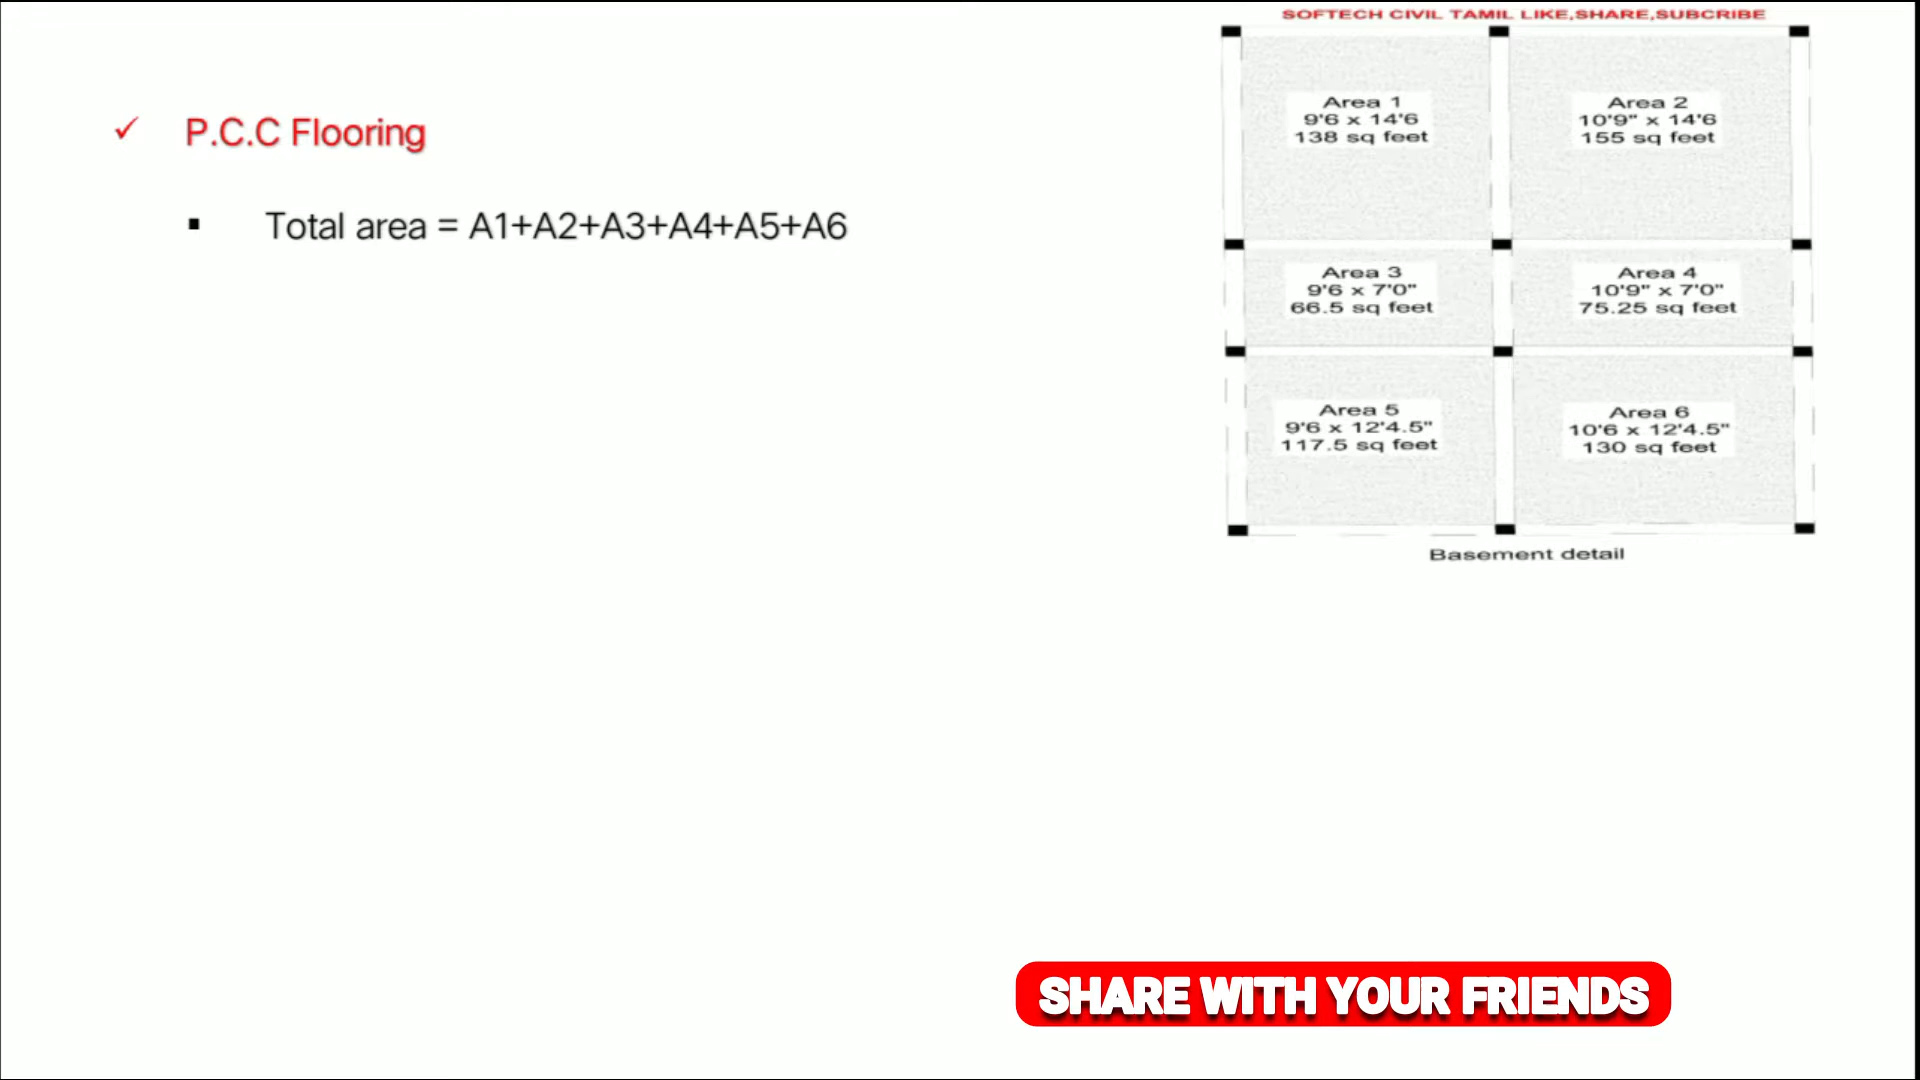 SOFTECH CIVIL TAMIL LIKE,SHARE,SUBCRIBE
✓ P.C.C Flooring
▪ Total area = A1+A2+A3+A4+A5+A6
Area 1
9'6 x 14'6
138 sq feet
Area 2
10'9" x 14'6
155 sq feet
Area 3
9'6 x 7'0"
66.5 sq feet
Area 4
10'9" x 7'0"
75.25 sq feet
Area 5
9'6 x 12'4.5"
117.5 sq feet
Area 6
10'6 x 12'4.5"
130 sq feet
Basement detail
SHARE WITH YOUR FRIENDS